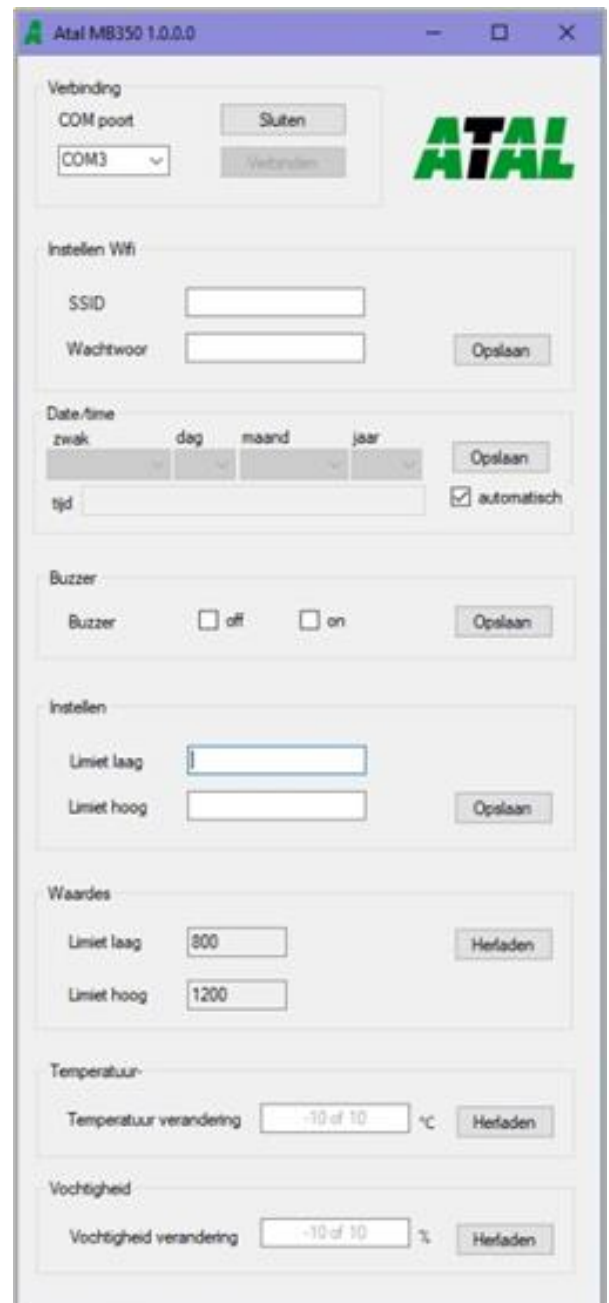 Atal MB350 1.0.0.0
Verbinding
COM poort
Sluiten
COM3
Verbinden
ATAL
Instellen Wifi
SSID
Wachtwoor
Opslaan
Date/time
zwak dag maand jaar
Opslaan
tijd
automatisch
Buzzer
Buzzer off on Opslaan
Instellen
Limiet laag
Limiet hoog Opslaan
Waardes
Limiet laag 800 Herladen
Limiet hoog 1200
Temperatuur-
Temperatuur verandering -10 of 10 °C Herladen
Vochtigheid
Vochtigheid verandering -10 of 10 % Herladen